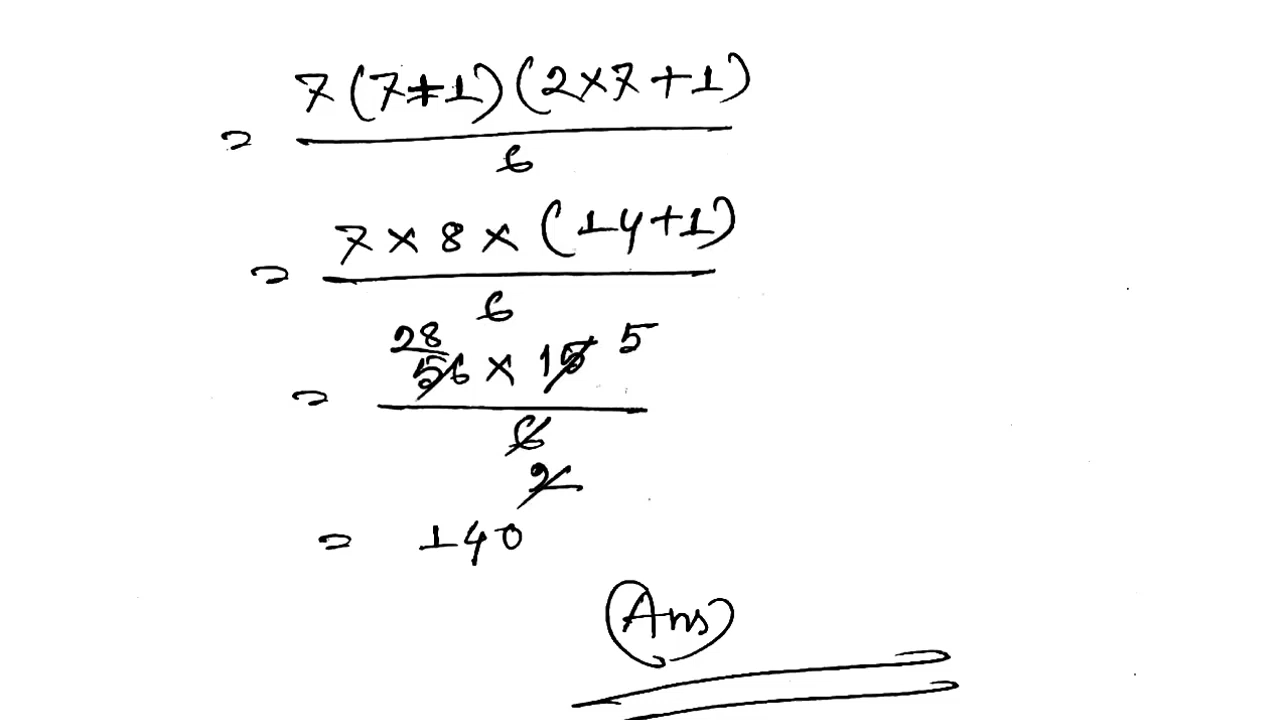 = 7(7+1)(2×7+1)
6
= 7 × 8 × (14+1)
6
28 5
= 56 × 15
6
2
= 140
Ans